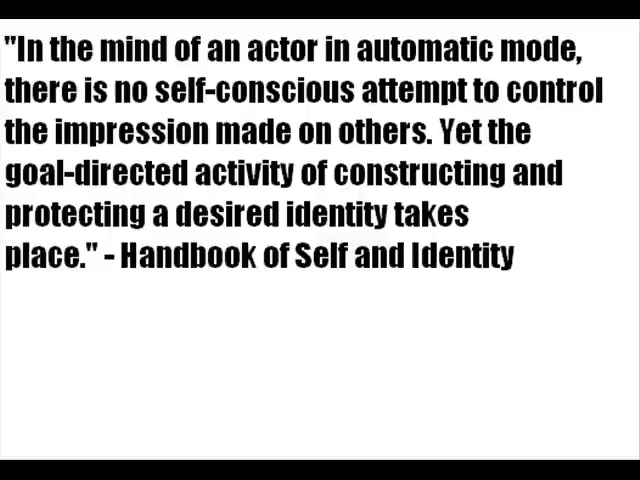 "In the mind of an actor in automatic mode,
there is no self-conscious attempt to control
the impression made on others. Yet the
goal-directed activity of constructing and
protecting a desired identity takes
place." - Handbook of Self and Identity